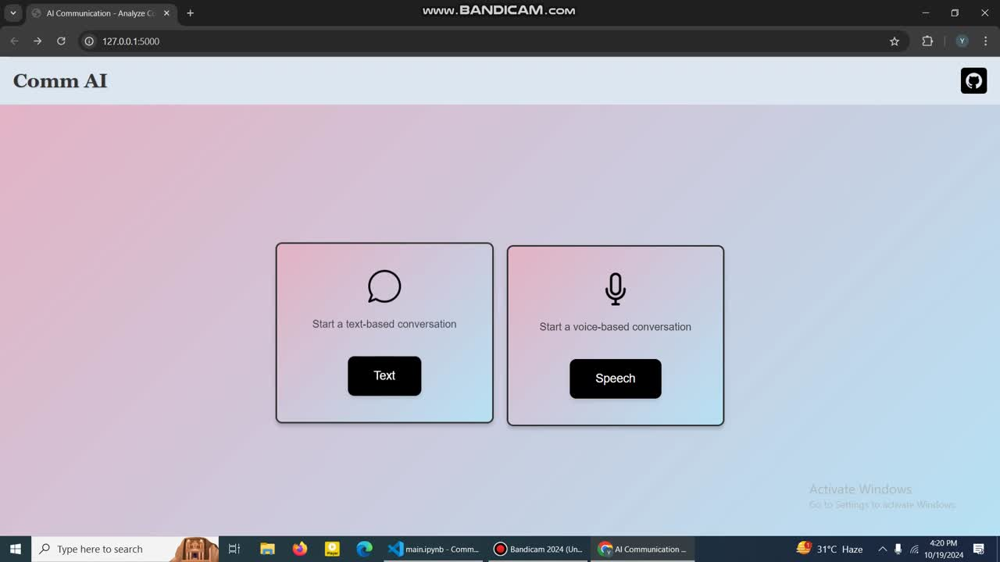 www.BANDICAM.com
AI Communication - Analyze Co
127.0.0.1:5000
Y
Comm AI
Start a text-based conversation
Text
Start a voice-based conversation
Speech
Activate Windows
Go to Settings to activate Windows.
Type here to search
Player
main.ipynb - Comm...
Bandicam 2024 (Un...
AI Communication ...
31°C Haze
4:20 PM
10/19/2024